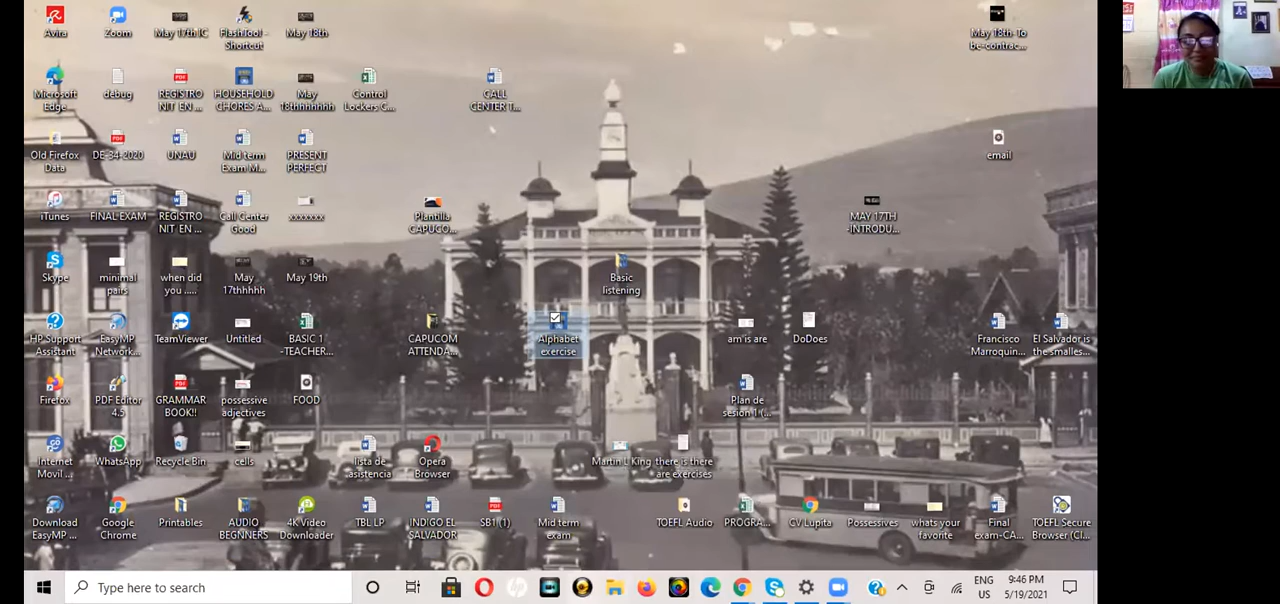 Avira
Zoom
May 17thTC
FlashTool -
Shortcut
May 18th
May 18th-To
be-contrac...
Microsoft
Edge
debug
REGISTRO
NIT EN ...
HOUSEHOLD
CHORES A...
May
18thhhhhhh
Control
Lockers C...
CALL
CENTER T...
Old Firefox
Data
DE-34-2020
UNAU
Mid term
Exam M...
PRESENT
PERFECT
email
iTunes
FINAL EXAM
REGISTRO
NIT EN ...
Call Center
Good
xxxxxxx
Plantilla
CAPUCO...
MAY 17TH
-INTRODU...
Skype
minimal
pairs
when did
you .....
May
17thhhhh
May 19th
Basic
listening
HP Support
Assistant
EasyMP
Network...
TeamViewer
Untitled
BASIC 1
-TEACHER...
CAPUCOM
ATTENDA...
Alphabet
exercise
am is are
DoDoes
Francisco
Marroquin...
El Salvador is
the smalles...
Firefox
PDF Editor
4.5
GRAMMAR
BOOK!!
possessive
adjectives
FOOD
Plan de
sesion 1 (...
Internet
Movil ...
WhatsApp
Recycle Bin
cells
lista de
asistencia
Opera
Browser
Martin L King
there is there
are exercises
Download
EasyMP ...
Google
Chrome
Printables
AUDIO
BEGNNERS
4K Video
Downloader
TBL LP
INDIGO EL
SALVADOR
SB1 (1)
Mid term
exam
TOEFL Audio
PROGRA...
CV Lupita
Possessives
whats your
favorite
Final
exam-CA...
TOEFL Secure
Browser (CI...
Type here to search
ENG
US
9:46 PM
5/19/2021